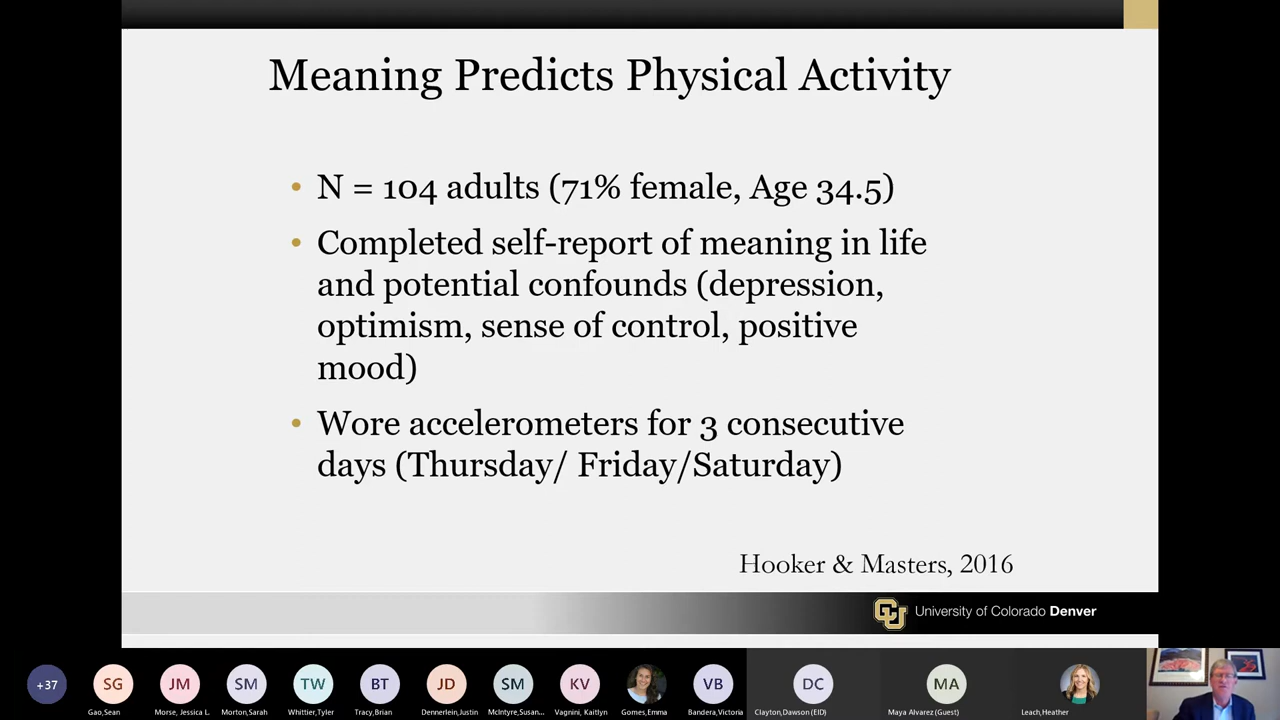 Meaning Predicts Physical Activity
• N = 104 adults (71% female, Age 34.5)
• Completed self-report of meaning in life
and potential confounds (depression,
optimism, sense of control, positive
mood)
• Wore accelerometers for 3 consecutive
days (Thursday/ Friday/Saturday)
Hooker & Masters, 2016
CU University of Colorado Denver
+37
SG
JM
SM
TW
BT
JD
SM
KV
VB
DC
MA
Gao,Sean
Morse, Jessica L.
Morton,Sarah
Whittier,Tyler
Tracy,Brian
Dennerlein,Justin
McIntyre,Susan...
Vagnini, Kaitlyn
Gomes,Emma
Bandera,Victoria
Clayton,Dawson (EID)
Maya Alvarez (Guest)
Leach,Heather